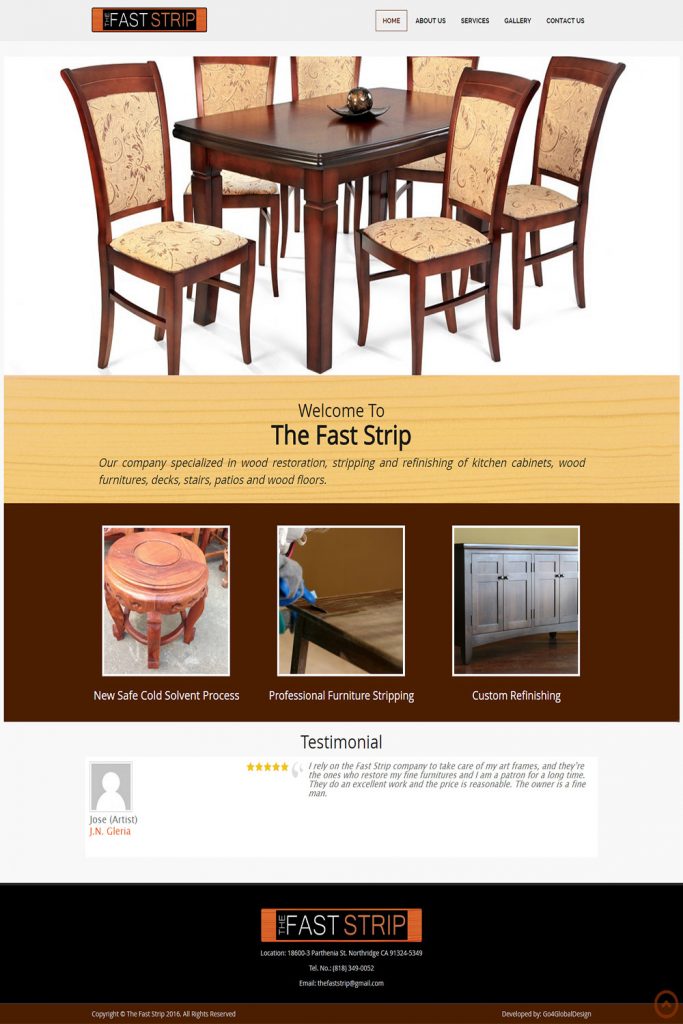 THE FAST STRIP
HOME ABOUT US SERVICES GALLERY CONTACT US
Welcome To
The Fast Strip
Our company specialized in wood restoration, stripping and refinishing of kitchen cabinets, wood
furnitures, decks, stairs, patios and wood floors.
New Safe Cold Solvent Process
Professional Furniture Stripping
Custom Refinishing
Testimonial
I rely on the Fast Strip company to take care of my art frames, and they're
the ones who restore my fine furnitures and I am a patron for a long time.
They do an excellent work and the price is reasonable. The owner is a fine
man.
Jose (Artist)
J.N. Gleria
THE FAST STRIP
Location: 18600-3 Parthenia St. Northridge CA 91324-5349
Tel. No.: (818) 349-0052
Email: thefaststrip@gmail.com
Copyright © The Fast Strip 2016, All Rights Reserved
Developed by: Go4GlobalDesign